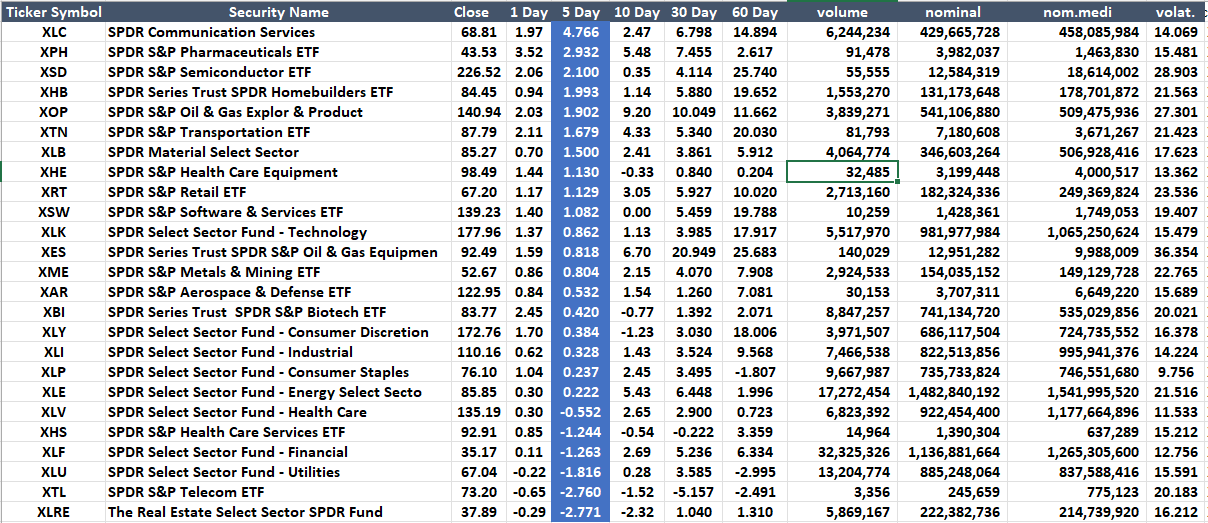 Ticker Symbol Security Name Close 1 Day 5 Day 10 Day 30 Day 60 Day volume nominal nom.medi volat.
XLC SPDR Communication Services 68.81 1.97 4.766 2.47 6.798 14.894 6,244,234 429,665,728 458,085,984 14.069
XPH SPDR S&P Pharmaceuticals ETF 43.53 3.52 2.932 5.48 7.455 2.617 91,478 3,982,037 1,463,830 15.481
XSD SPDR S&P Semiconductor ETF 226.52 2.06 2.100 0.35 4.114 25.740 55,555 12,584,319 18,614,002 28.903
XHB SPDR Series Trust SPDR Homebuilders ETF 84.45 0.94 1.993 1.14 5.880 19.652 1,553,270 131,173,648 178,701,872 21.563
XOP SPDR S&P Oil & Gas Explor & Product 140.94 2.03 1.902 9.20 10.049 11.662 3,839,271 541,106,880 509,475,936 27.301
XTN SPDR S&P Transportation ETF 87.79 2.11 1.679 4.33 5.340 20.030 81,793 7,180,608 3,671,267 21.423
XLB SPDR Material Select Sector 85.27 0.70 1.500 2.41 3.861 5.912 4,064,774 346,603,264 506,928,416 17.623
XHE SPDR S&P Health Care Equipment 98.49 1.44 1.130 -0.33 0.840 0.204 32,485 3,199,448 4,000,517 13.362
XRT SPDR S&P Retail ETF 67.20 1.17 1.129 3.05 5.927 10.020 2,713,160 182,324,336 249,369,824 23.536
XSW SPDR S&P Software & Services ETF 139.23 1.40 1.082 0.00 5.459 19.788 10,259 1,428,361 1,749,053 19.407
XLK SPDR Select Sector Fund - Technology 177.96 1.37 0.862 1.13 3.985 17.917 5,517,970 981,977,984 1,065,250,624 15.479
XES SPDR Series Trust SPDR S&P Oil & Gas Equipmen 92.49 1.59 0.818 6.70 20.949 25.683 140,029 12,951,282 9,988,009 36.354
XME SPDR S&P Metals & Mining ETF 52.67 0.86 0.804 2.15 4.070 7.908 2,924,533 154,035,152 149,129,728 22.765
XAR SPDR S&P Aerospace & Defense ETF 122.95 0.84 0.532 1.54 1.260 7.081 30,153 3,707,311 6,649,220 15.689
XBI SPDR Series Trust SPDR S&P Biotech ETF 83.77 2.45 0.420 -0.77 1.392 2.071 8,847,257 741,134,720 535,029,856 20.021
XLY SPDR Select Sector Fund - Consumer Discretion 172.76 1.70 0.384 -1.23 3.030 18.006 3,971,507 686,117,504 724,735,552 16.378
XLI SPDR Select Sector Fund - Industrial 110.16 0.62 0.328 1.43 3.524 9.568 7,466,538 822,513,856 995,941,376 14.224
XLP SPDR Select Sector Fund - Consumer Staples 76.10 1.04 0.237 2.45 3.495 -1.807 9,667,987 735,733,824 746,551,680 9.756
XLE SPDR Select Sector Fund - Energy Select Secto 85.85 0.30 0.222 5.43 6.448 1.996 17,272,454 1,482,840,192 1,541,995,520 21.516
XLV SPDR Select Sector Fund - Health Care 135.19 0.30 -0.552 2.65 2.900 0.723 6,823,392 922,454,400 1,177,664,896 11.533
XHS SPDR S&P Health Care Services ETF 92.91 0.85 -1.244 -0.54 -0.222 3.359 14,964 1,390,304 637,289 15.212
XLF SPDR Select Sector Fund - Financial 35.17 0.11 -1.263 2.69 5.236 6.334 32,325,326 1,136,881,664 1,265,305,600 12.756
XLU SPDR Select Sector Fund - Utilities 67.04 -0.22 -1.816 0.28 3.585 -2.995 13,204,774 885,248,064 837,588,416 15.591
XTL SPDR S&P Telecom ETF 73.20 -0.65 -2.760 -1.52 -5.157 -2.491 3,356 245,659 775,123 20.183
XLRE The Real Estate Select Sector SPDR Fund 37.89 -0.29 -2.771 -2.32 1.040 1.310 5,869,167 222,382,736 214,739,920 16.212